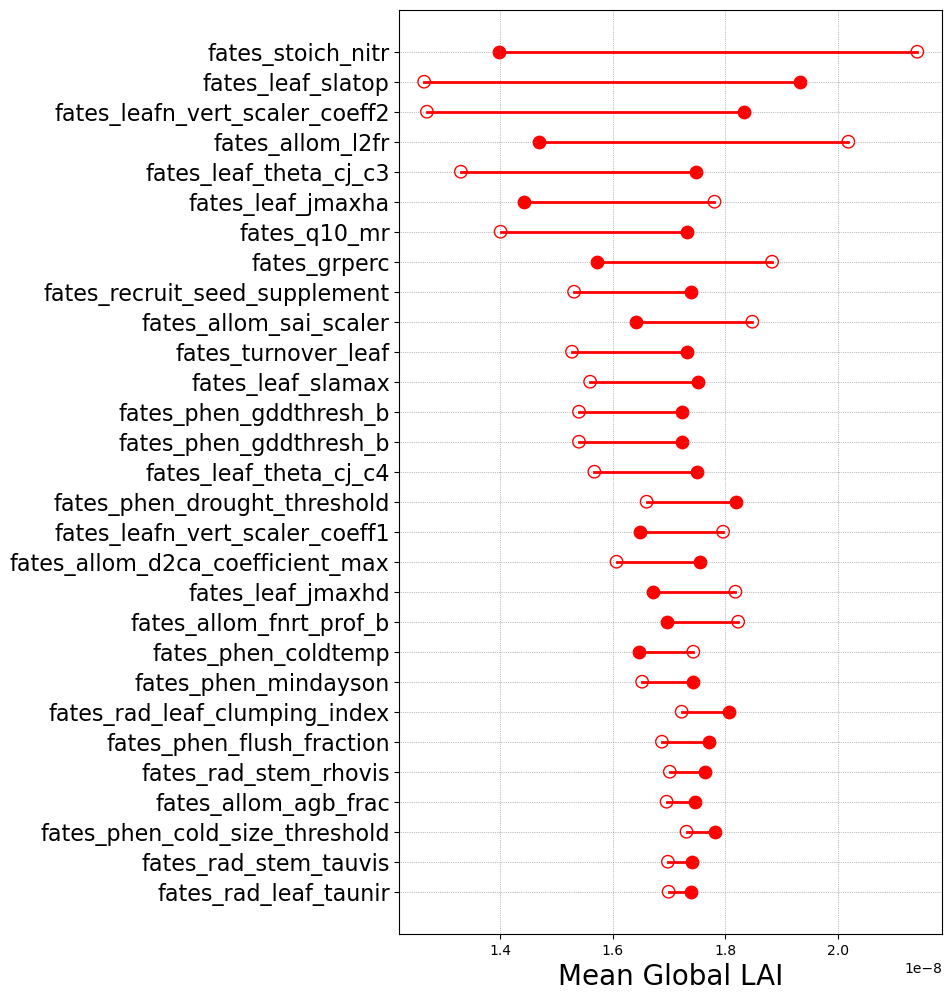 fates_stoich_nitr
fates_leaf_slatop
fates_leafn_vert_scaler_coeff2
fates_allom_l2fr
fates_leaf_theta_cj_c3
fates_leaf_jmaxha
fates_q10_mr
fates_grperc
fates_recruit_seed_supplement
fates_allom_sai_scaler
fates_turnover_leaf
fates_leaf_slamax
fates_phen_gddthresh_b
fates_phen_gddthresh_b
fates_leaf_theta_cj_c4
fates_phen_drought_threshold
fates_leafn_vert_scaler_coeff1
fates_allom_d2ca_coefficient_max
fates_leaf_jmaxhd
fates_allom_fnrt_prof_b
fates_phen_coldtemp
fates_phen_mindayson
fates_rad_leaf_clumping_index
fates_phen_flush_fraction
fates_rad_stem_rhovis
fates_allom_agb_frac
fates_phen_cold_size_threshold
fates_rad_stem_tauvis
fates_rad_leaf_taunir
1.4 1.6 1.8 2.0
1e−8
Mean Global LAI